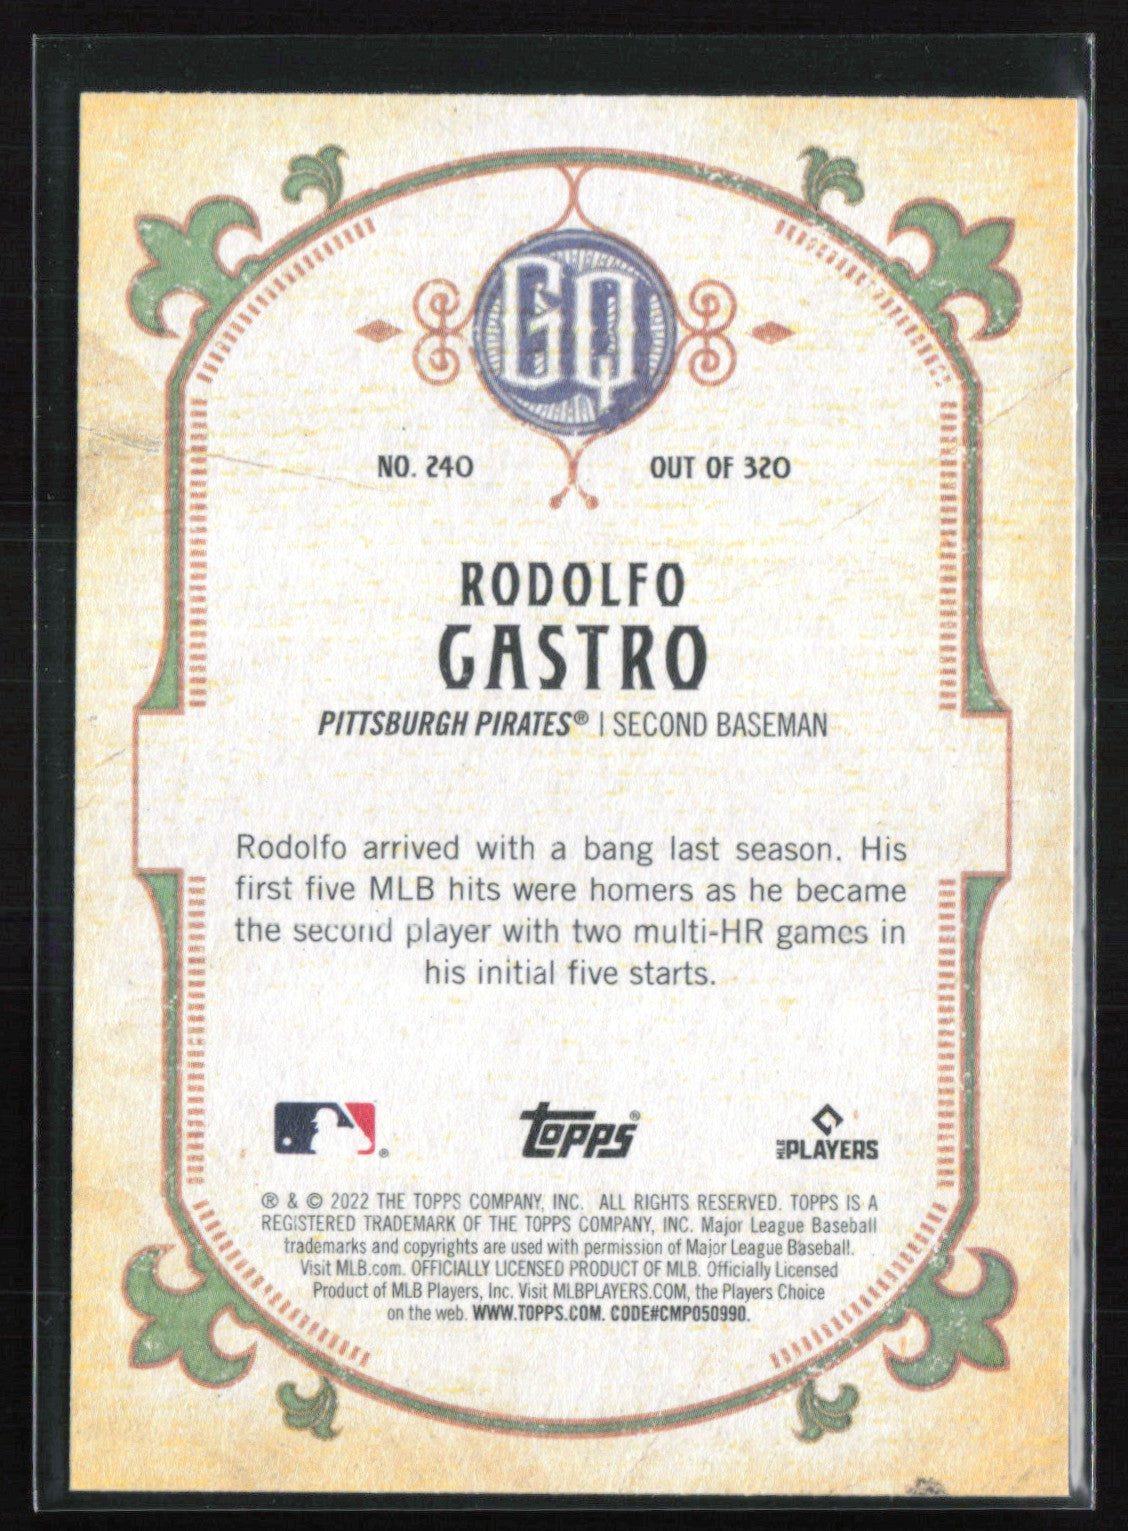 GQ
NO. 240 OUT OF 320
RODOLFO
CASTRO
PITTSBURGH PIRATES® | SECOND BASEMAN
Rodolfo arrived with a bang last season. His
first five MLB hits were homers as he became
the second player with two multi-HR games in
his initial five starts.
® topps® MLB PLAYERS
® & © 2022 THE TOPPS COMPANY, INC. ALL RIGHTS RESERVED. TOPPS IS A
REGISTERED TRADEMARK OF THE TOPPS COMPANY, INC. Major League Baseball
trademarks and copyrights are used with permission of Major League Baseball.
Visit MLB.com. OFFICIALLY LICENSED PRODUCT OF MLB. Officially Licensed
Product of MLB Players, Inc. Visit MLBPLAYERS.COM, the Players Choice
on the web. WWW.TOPPS.COM. CODE#CMP050990.